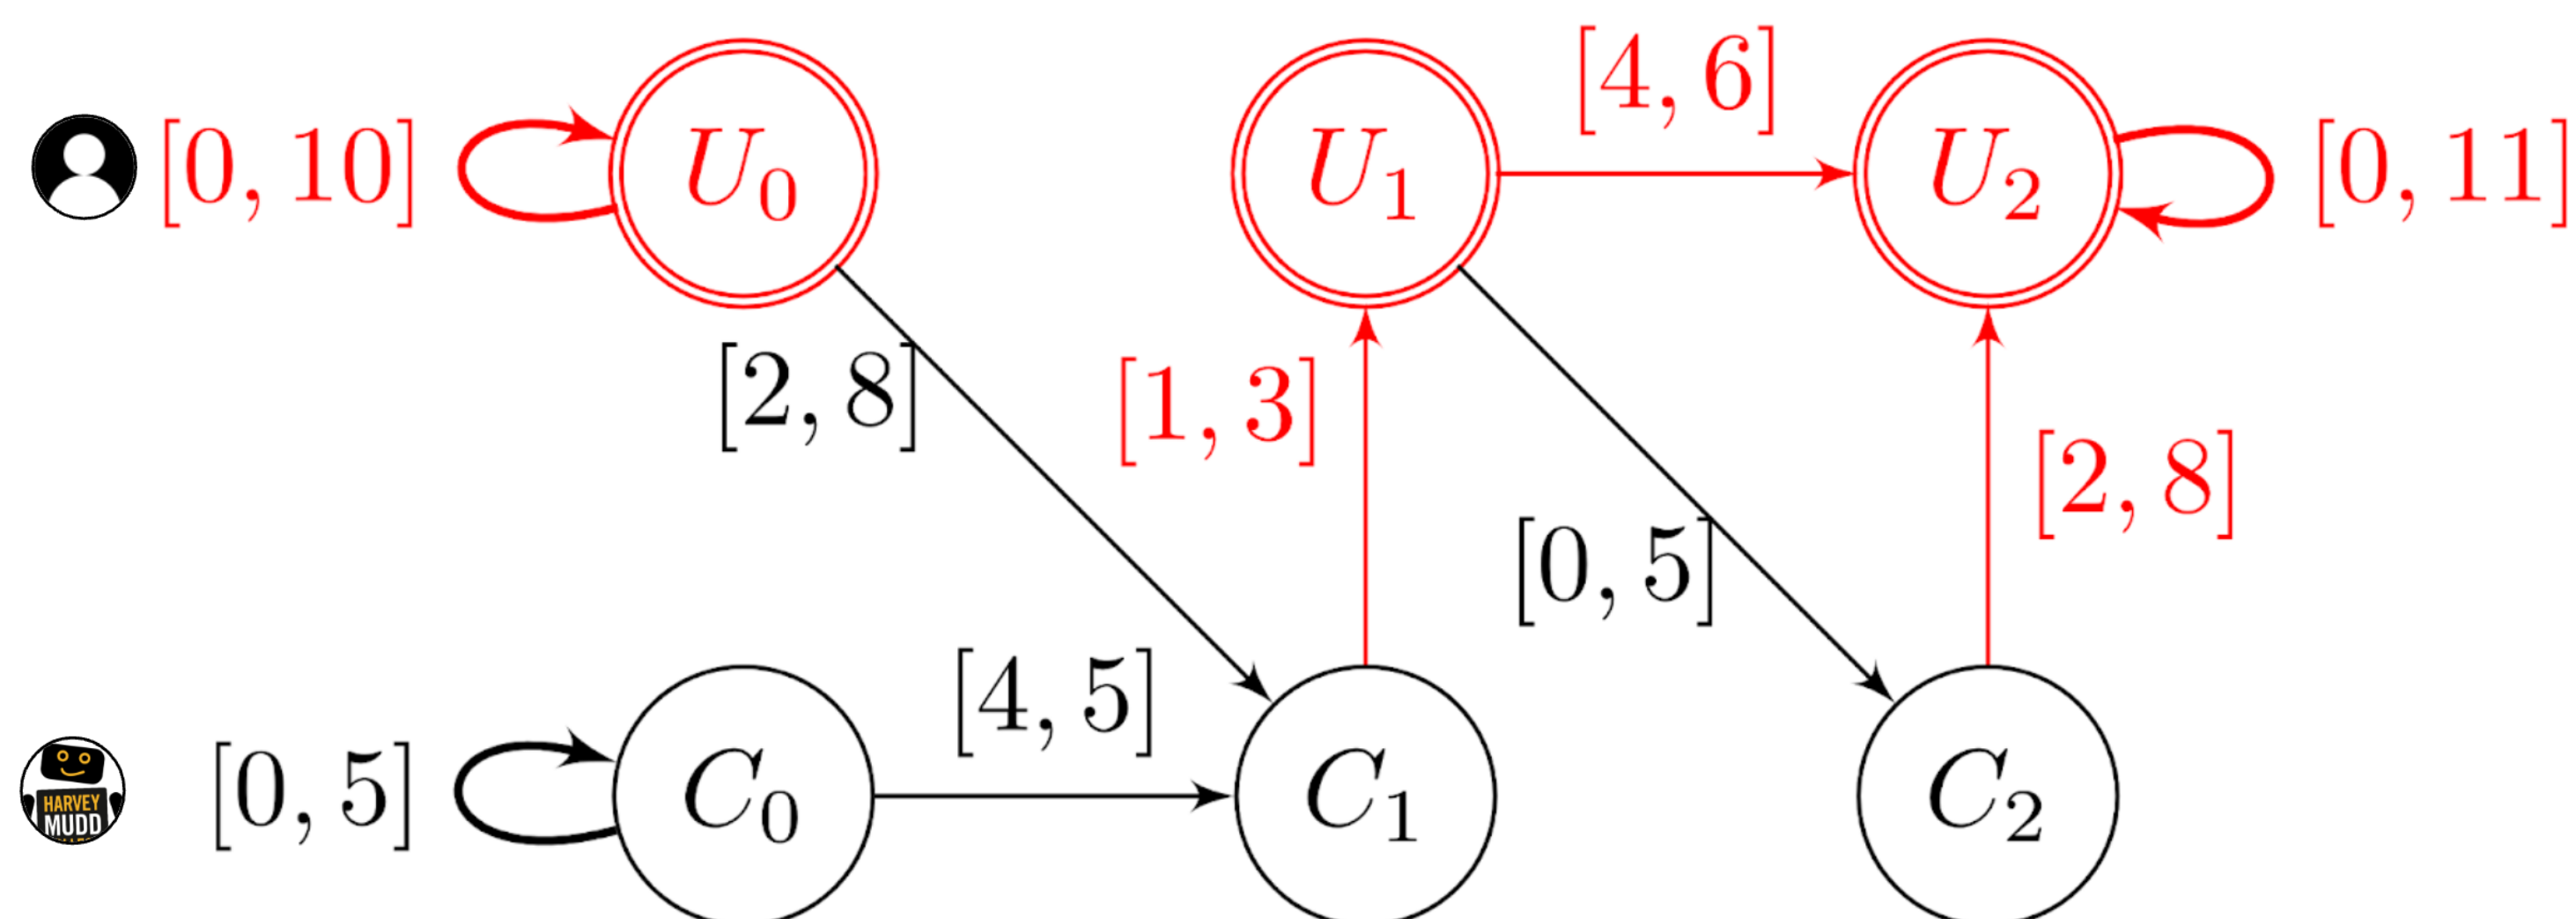 [4, 6]
[0, 10] U0 U1 U2 [0, 11]
[2, 8] [1, 3] [2, 8]
[0, 5]
[4, 5]
HARVEY
MUDD
[0, 5] C0 C1 C2